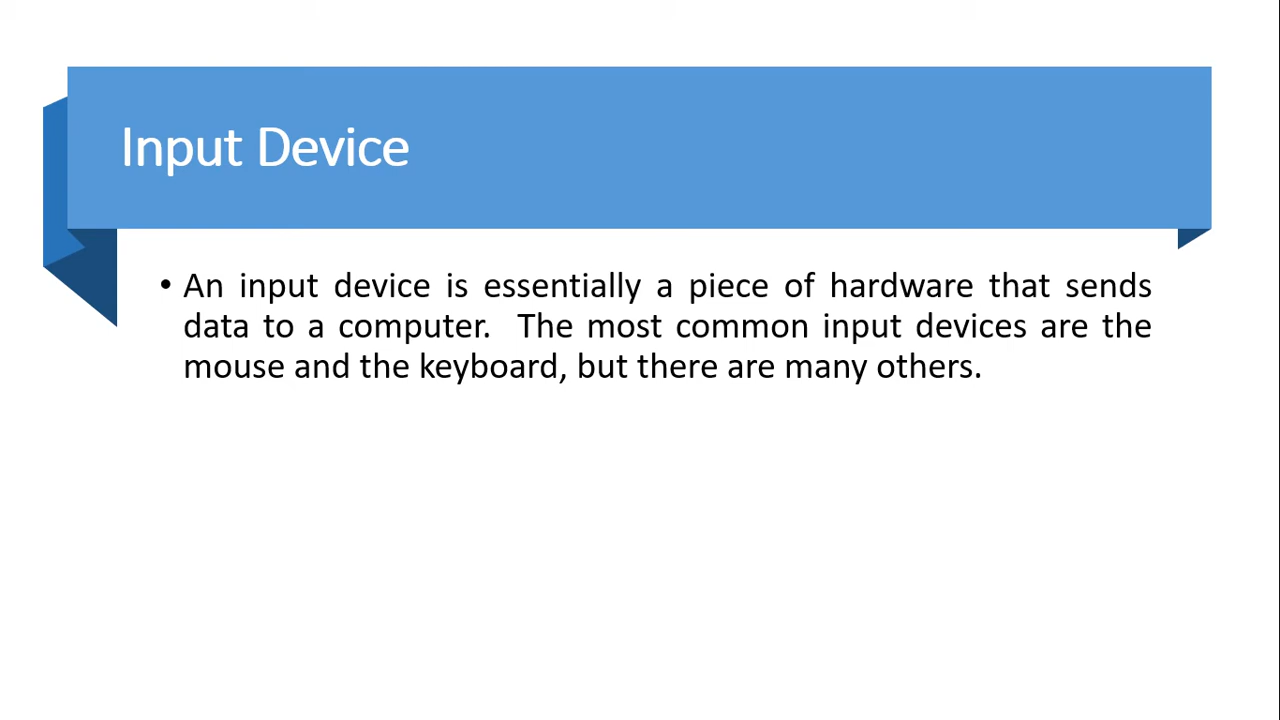 Input Device
• An input device is essentially a piece of hardware that sends
data to a computer.  The most common input devices are the
mouse and the keyboard, but there are many others.